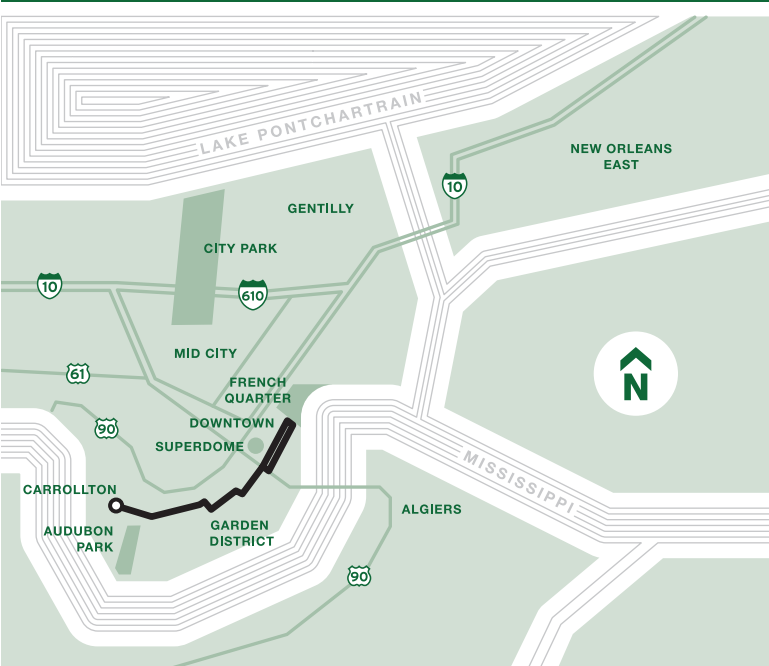 LAKE PONTCHARTRAIN
NEW ORLEANS
EAST
10
GENTILLY
CITY PARK
10
610
MID CITY
61
FRENCH
QUARTER
DOWNTOWN
90
SUPERDOME
N
MISSISSIPPI
CARROLLTON
ALGIERS
AUDUBON
PARK
GARDEN
DISTRICT
90